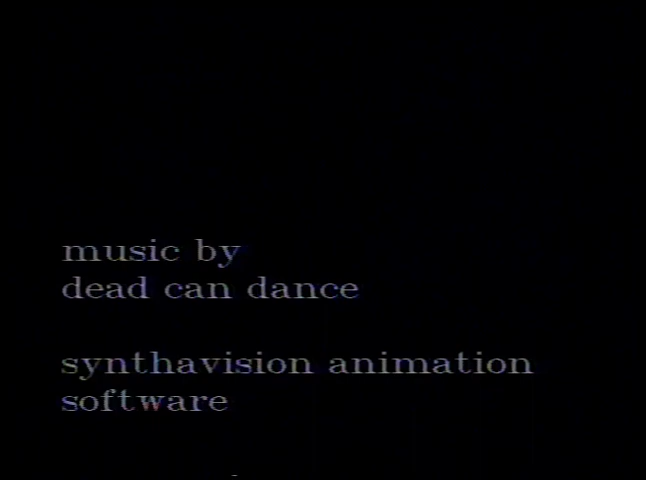 music by
dead can dance
synthavision animation
software